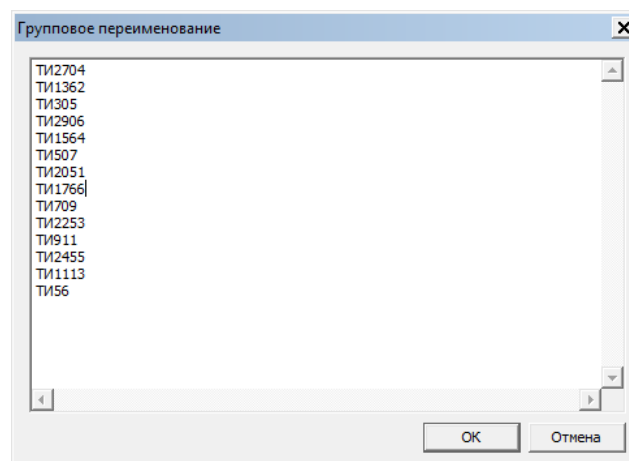 Групповое переименование
ТИ2704
ТИ1362
ТИ305
ТИ2906
ТИ1564
ТИ507
ТИ2051
ТИ1766
ТИ709
ТИ2253
ТИ911
ТИ2455
ТИ1113
ТИ56
ОК
Отмена